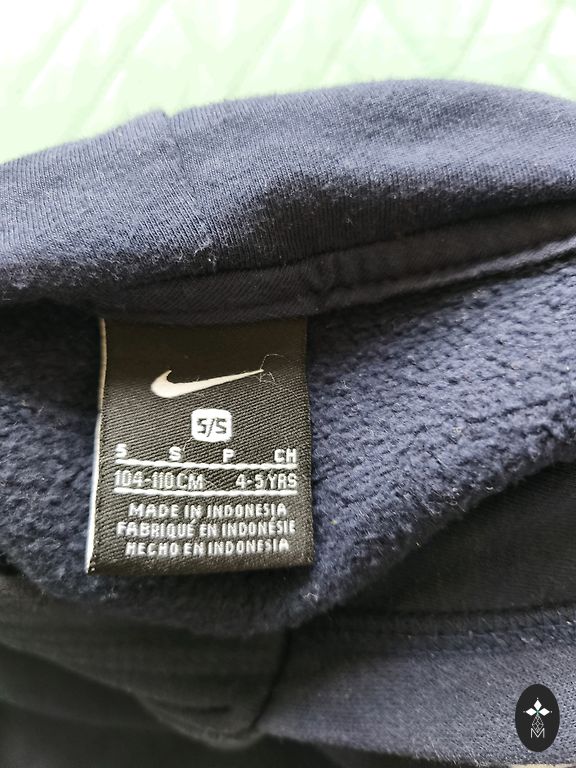 S/S
S S P CH
104-110CM 4-5YRS
MADE IN INDONESIA
FABRIQUÉ EN INDONÉSIE
HECHO EN INDONESIA
M